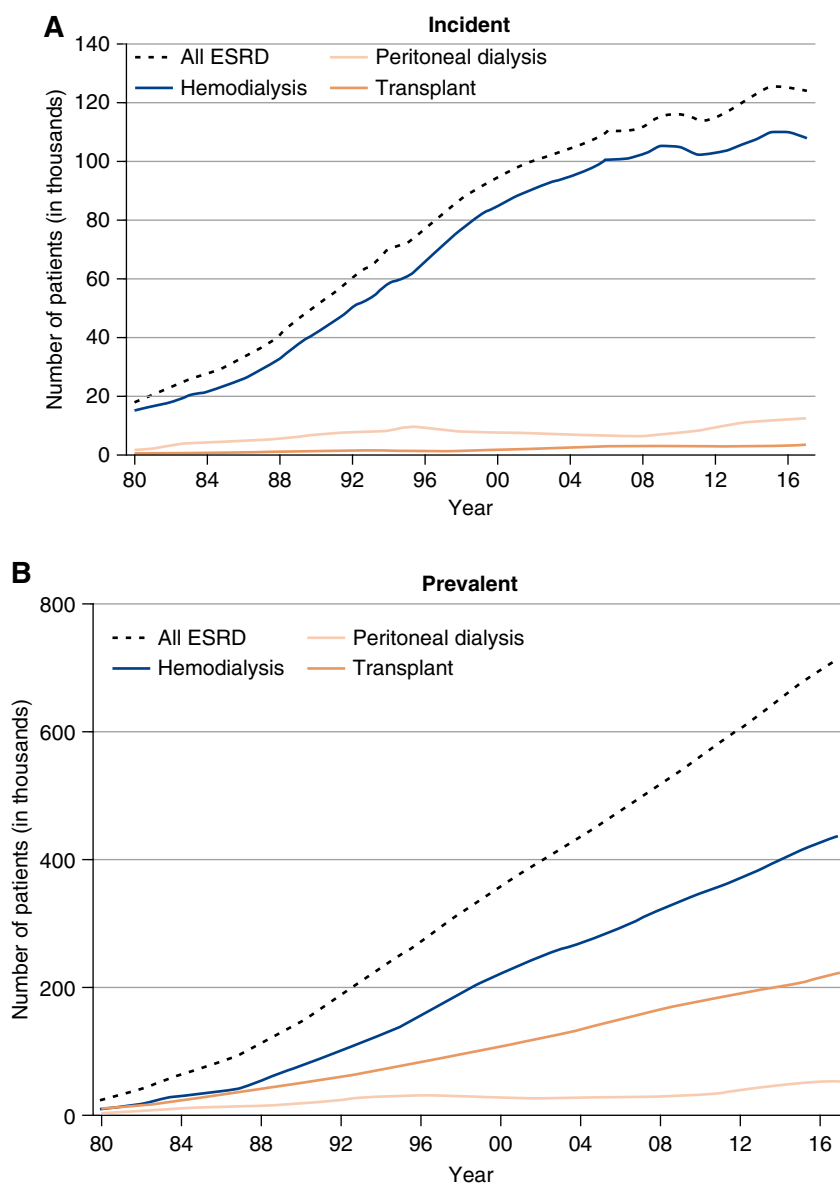 A
Incident
140
120
100
80
60
40
20
0
Number of patients (in thousands)
All ESRD
Peritoneal dialysis
Hemodialysis
Transplant
80 84 88 92 96 00 04 08 12 16
Year
B
Prevalent
800
600
400
200
0
Number of patients (in thousands)
All ESRD
Peritoneal dialysis
Hemodialysis
Transplant
80 84 88 92 96 00 04 08 12 16
Year